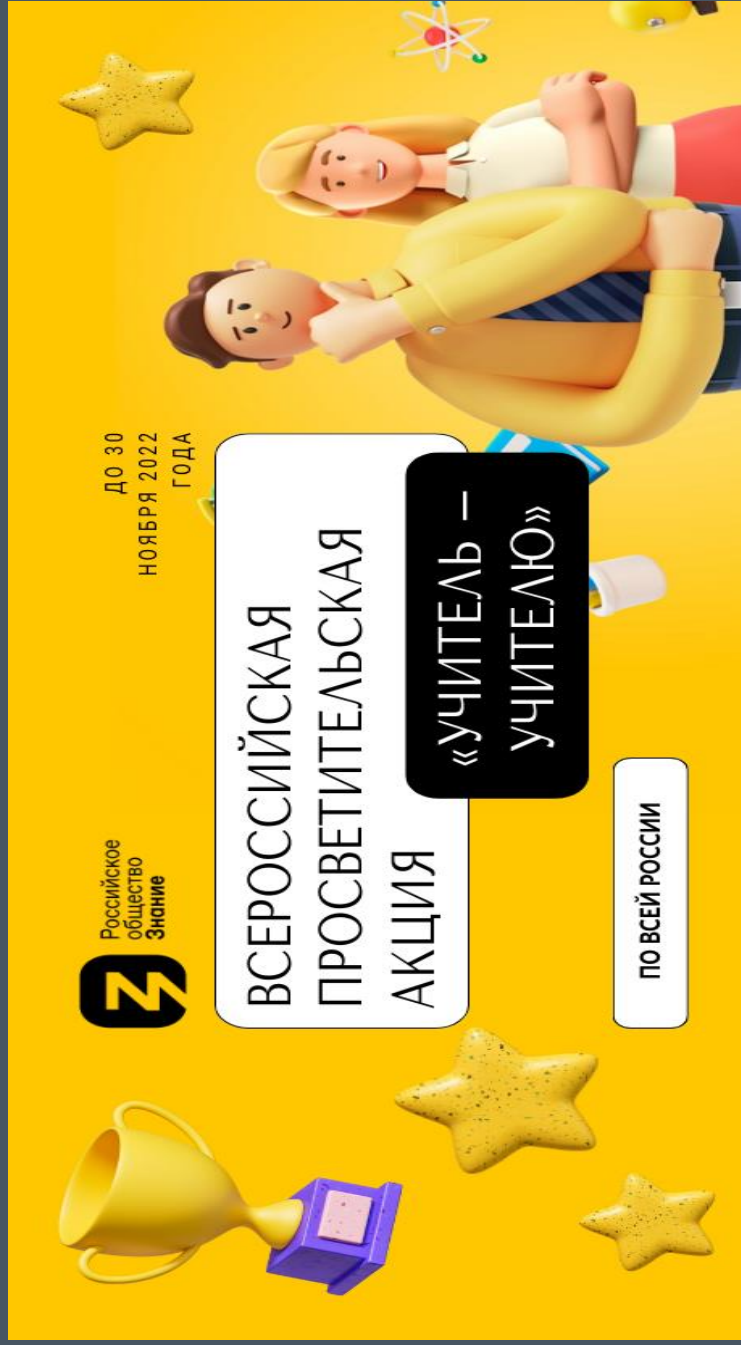 Российское
общество
Знание
ДО 30
НОЯБРЯ 2022
ГОДА
ВСЕРОССИЙСКАЯ
ПРОСВЕТИТЕЛЬСКАЯ
АКЦИЯ
«УЧИТЕЛЬ –
УЧИТЕЛЮ»
ПО ВСЕЙ РОССИИ